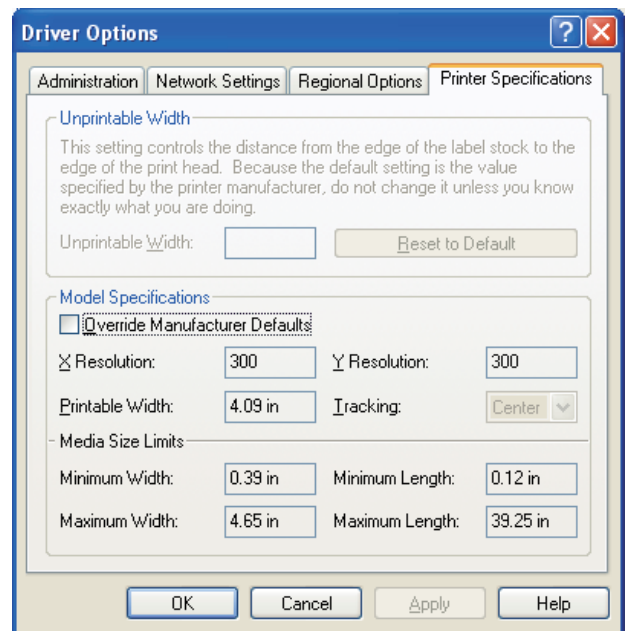 Driver Options
Administration Network Settings Regional Options Printer Specifications
Unprintable Width
This setting controls the distance from the edge of the label stock to the
edge of the print head. Because the default setting is the value
specified by the printer manufacturer, do not change it unless you know
exactly what you are doing.
Unprintable Width: Reset to Default
Model Specifications
Override Manufacturer Defaults
X Resolution: 300 Y Resolution: 300
Printable Width: 4.09 in Tracking: Center
Media Size Limits
Minimum Width: 0.39 in Minimum Length: 0.12 in
Maximum Width: 4.65 in Maximum Length: 39.25 in
OK Cancel Apply Help